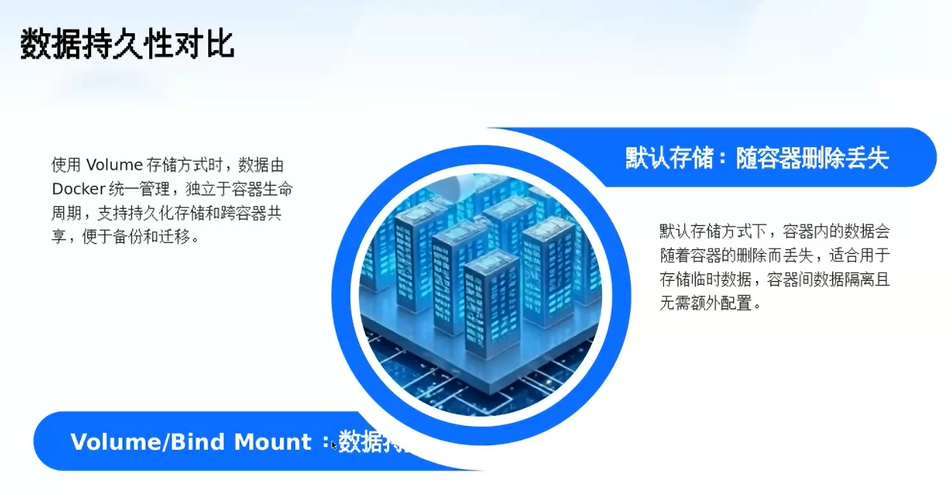 数据持久性对比
使用 Volume 存储方式时，数据由
Docker 统一管理，独立于容器生命
周期，支持持久化存储和跨容器共
享，便于备份和迁移。
默认存储：随容器删除丢失
默认存储方式下，容器内的数据会
随着容器的删除而丢失，适合用于
存储临时数据，容器间数据隔离且
无需额外配置。
Volume/Bind Mount：数据持